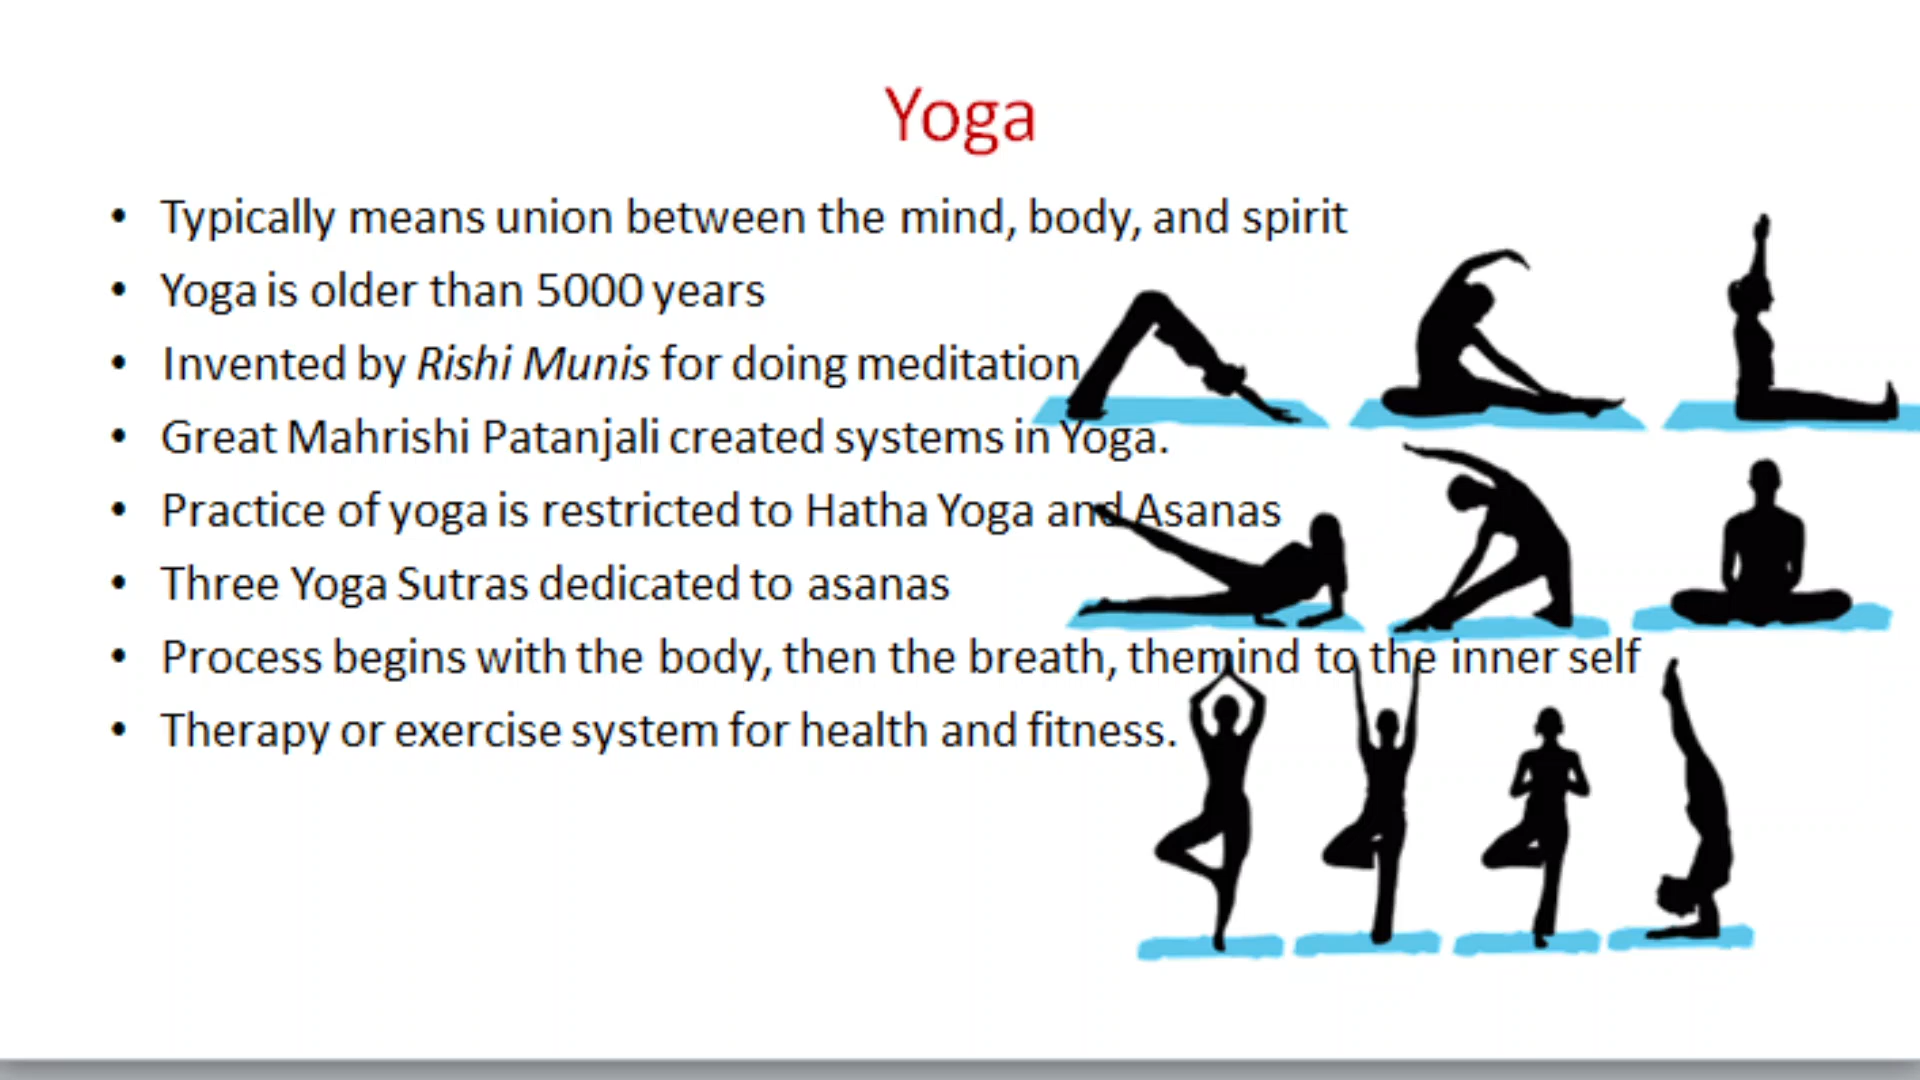 Yoga
• Typically means union between the mind, body, and spirit
• Yoga is older than 5000 years
• Invented by Rishi Munis for doing meditation
• Great Mahrishi Patanjali created systems in Yoga.
• Practice of yoga is restricted to Hatha Yoga and Asanas
• Three Yoga Sutras dedicated to asanas
• Process begins with the body, then the breath, themind to the inner self
• Therapy or exercise system for health and fitness.